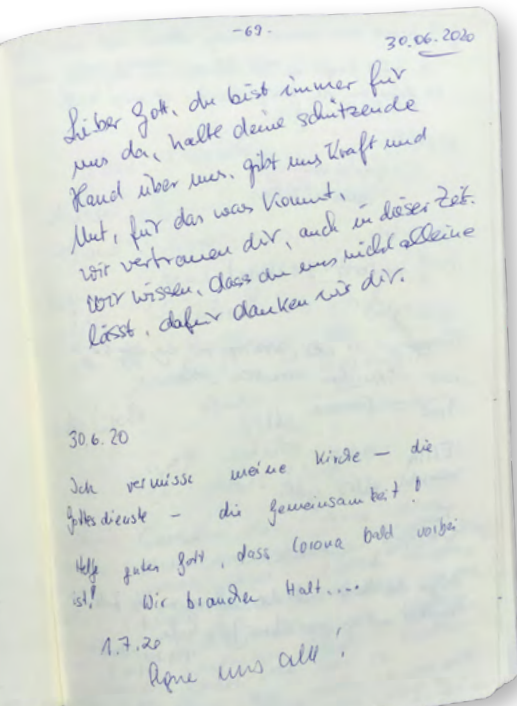 -69-
30.06.2020
Lieber Gott, du bist immer für
uns da, halte deine schützende
Hand über uns, gibt uns Kraft und
Mut, für das was kommt,
wir vertrauen dir, auch in dieser Zeit.
Wir wissen, dass du uns nicht alleine
lässt, dafür danken wir dir.
30.6.20
Ich vermisse meine Kirche – die
Gottesdienste – die Gemeinsamkeit!
Helfe guter Gott, dass Corona bald vorbei
ist! Wir brauchen Halt....
1.7.20
uns alle!